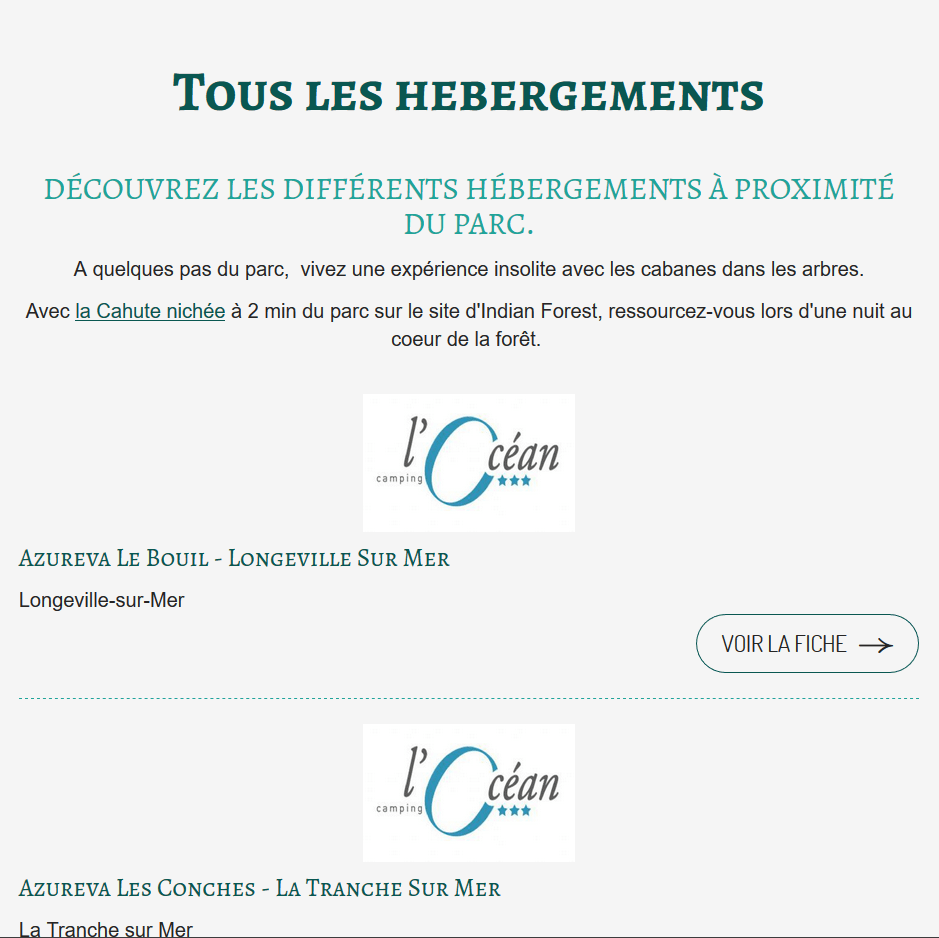 Tous les hebergements
DÉCOUVREZ LES DIFFÉRENTS HÉBERGEMENTS À PROXIMITÉ
DU PARC.
A quelques pas du parc,  vivez une expérience insolite avec les cabanes dans les arbres.
Avec la Cahute nichée à 2 min du parc sur le site d'Indian Forest, ressourcez-vous lors d'une nuit au
coeur de la forêt.
l'Océan
camping
Azureva Le Bouil - Longeville Sur Mer
Longeville-sur-Mer
VOIR LA FICHE
l'Océan
camping
Azureva Les Conches - La Tranche Sur Mer
La Tranche sur Mer